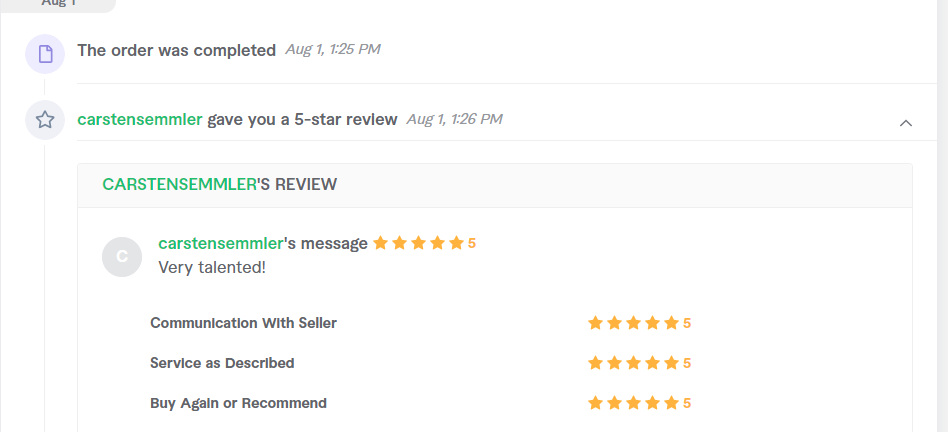 Aug 1
The order was completed Aug 1, 1:25 PM
carstensemmler gave you a 5-star review Aug 1, 1:26 PM
CARSTENSEMMLER'S REVIEW
C
carstensemmler's message 5
Very talented!
Communication With Seller 5
Service as Described 5
Buy Again or Recommend 5